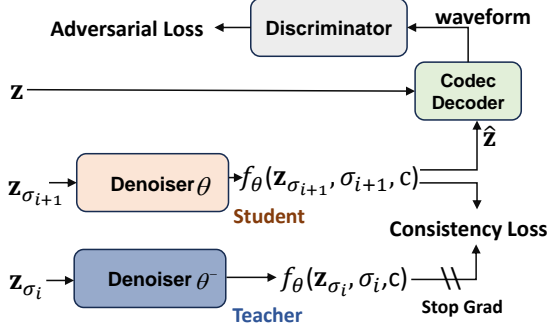 Adversarial Loss
Discriminator
waveform
z
Codec
Decoder
ẑ
z_{σ_{i+1}}
Denoiser θ
f_θ(z_{σ_{i+1}}, σ_{i+1}, c)
Student
Consistency Loss
z_{σ_i}
Denoiser θ⁻
f_θ(z_{σ_i}, σ_i, c)
Teacher
Stop Grad